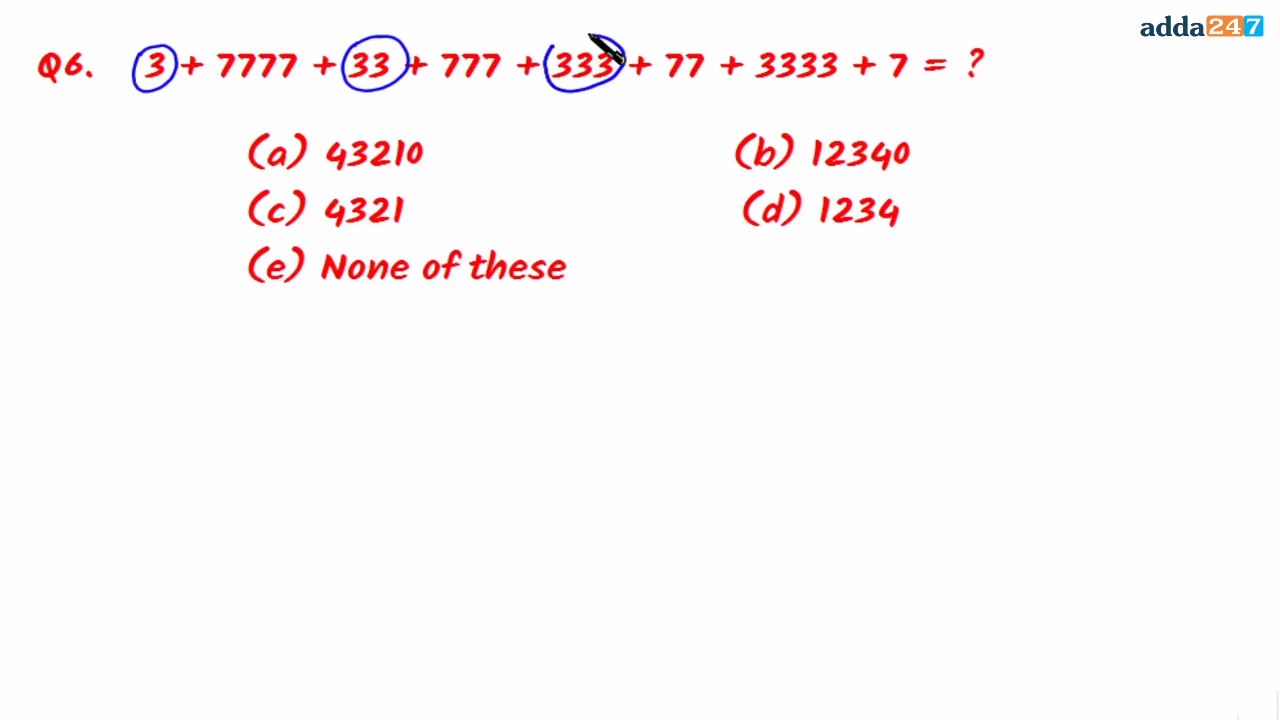 adda247
Q6. 3 + 7777 + 33 + 777 + 333 + 77 + 3333 + 7 = ?
(a) 43210 (b) 12340
(c) 4321 (d) 1234
(e) None of these